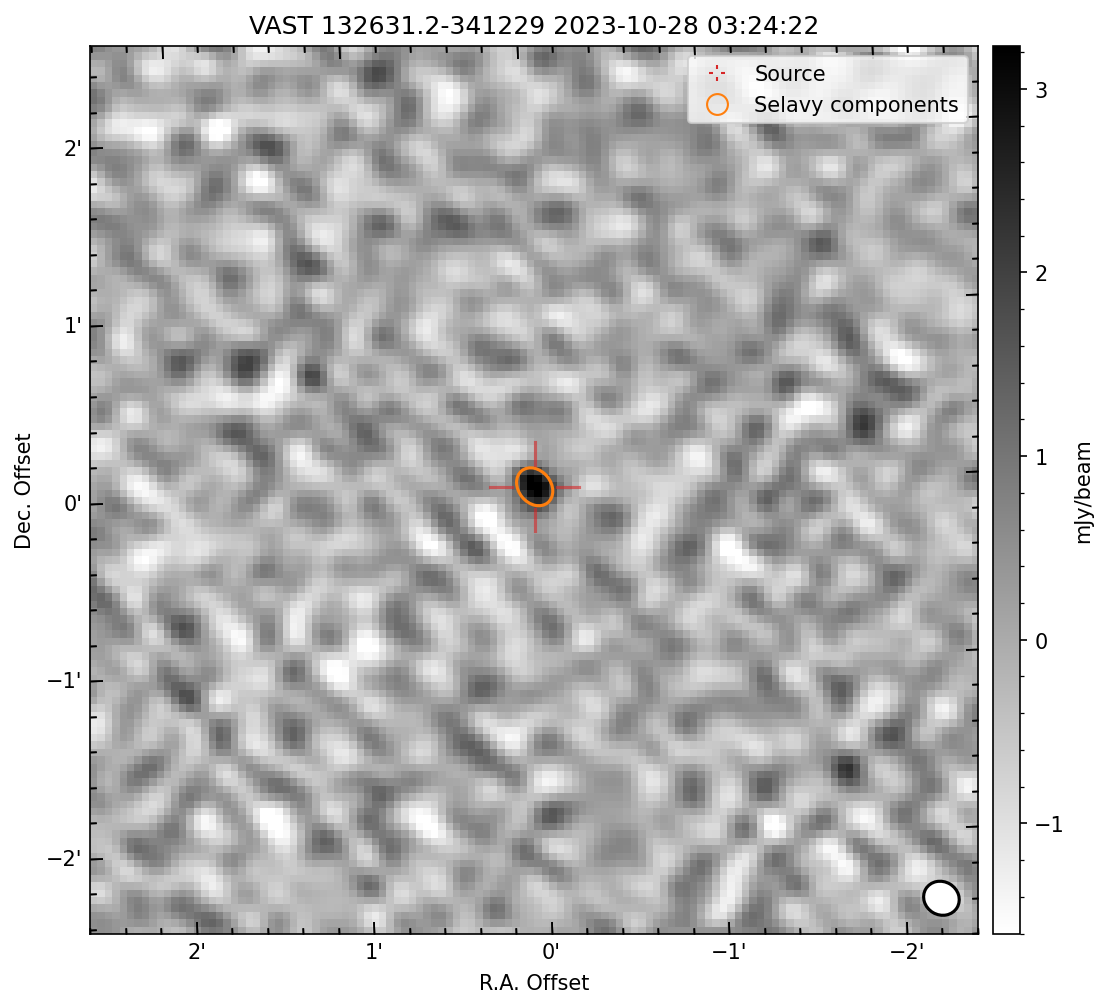 VAST 132631.2-341229 2023-10-28 03:24:22
Source
Selavy components
2'
1'
0'
−1'
−2'
Dec. Offset
2'
1'
0'
−1'
−2'
R.A. Offset
3
2
1
0
−1
mJy/beam